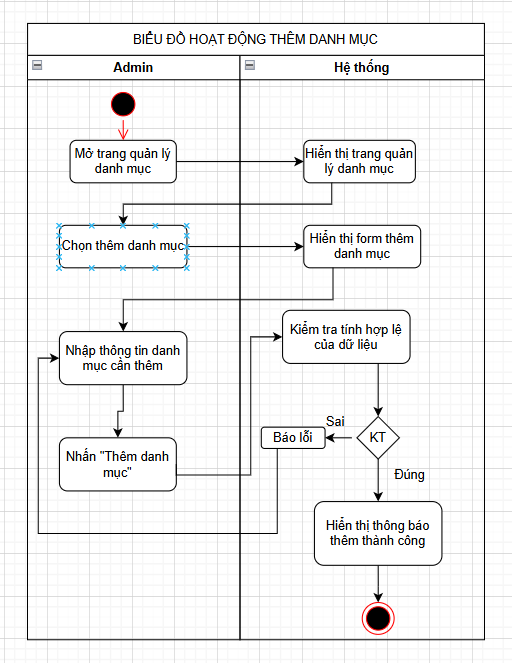 BIỂU ĐỒ HOẠT ĐỘNG THÊM DANH MỤC
Admin
Hệ thống
Mở trang quản lý
danh mục
Hiển thị trang quản
lý danh mục
Chọn thêm danh mục
Hiển thị form thêm
danh mục
Nhập thông tin danh
mục cần thêm
Kiểm tra tính hợp lệ
của dữ liệu
Nhấn "Thêm danh
mục"
Báo lỗi
Sai
KT
Đúng
Hiển thị thông báo
thêm thành công